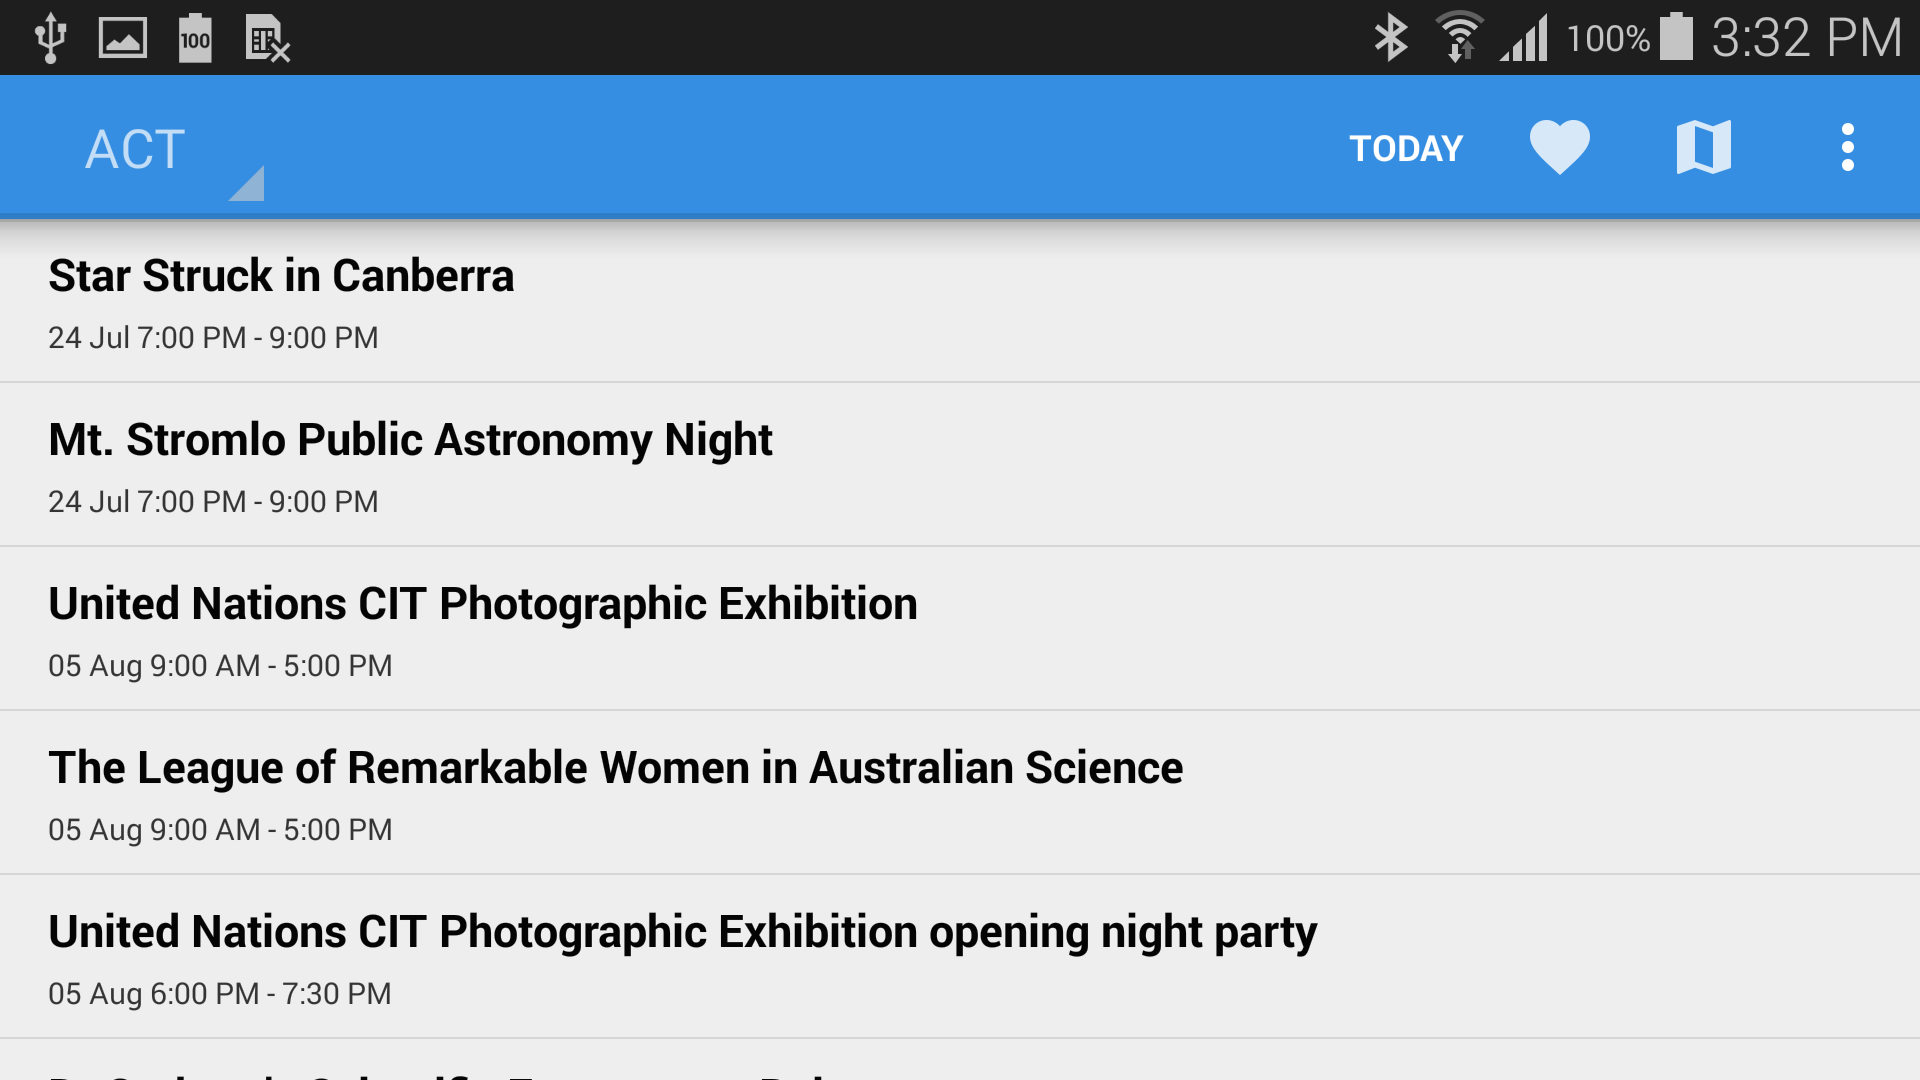 100 100% 3:32 PM
ACT TODAY
Star Struck in Canberra
24 Jul 7:00 PM - 9:00 PM
Mt. Stromlo Public Astronomy Night
24 Jul 7:00 PM - 9:00 PM
United Nations CIT Photographic Exhibition
05 Aug 9:00 AM - 5:00 PM
The League of Remarkable Women in Australian Science
05 Aug 9:00 AM - 5:00 PM
United Nations CIT Photographic Exhibition opening night party
05 Aug 6:00 PM - 7:30 PM